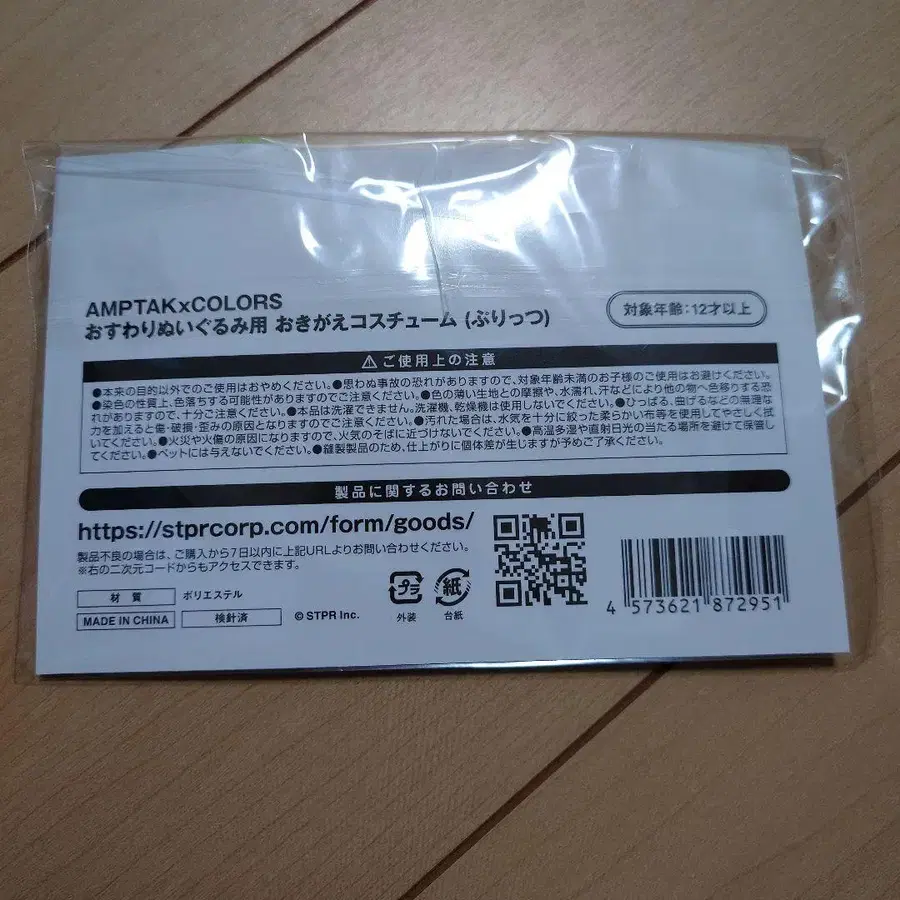 AMPTAKxCOLORS
おすわりぬいぐるみ用 おきがえコスチューム (ぷりっつ)
対象年齢:12才以上
⚠ご使用上の注意
●本来の目的以外でのご使用はおやめください。●思わぬ事故の恐れがありますので、対象年齢未満のお子様のご使用はお避けください。
●染色の性質上、色落ちする可能性がありますのでご注意ください。●色の薄い生地との摩擦や、水濡れ、汗などにより他の物へ色移りする恐
れがありますので、十分ご注意ください。●本品は洗濯できません。洗濯機、乾燥機は使用しないでください。●ひっぱる、曲げるなどの無理な
力を加えると傷・破損・歪みの原因となりますのでご注意ください。●汚れた場合は、水気を十分に絞った柔らかい布等を使用してやさしく拭
いてください。●火災や火傷の原因になりますので、火気のそばに近づけないでください。●高温多湿や直射日光の当たる場所を避けて保管し
てください。●ペットには与えないでください。●縫製製品のため、仕上がりに個体差が生じますが予めご了承ください。
製品に関するお問い合わせ
https://stprcorp.com/form/goods/
製品不良の場合は、ご購入から7日以内に上記URLよりお問い合わせください。
※右の二次元コードからもアクセスできます。
材質 ポリエステル
MADE IN CHINA 検針済 © STPR Inc.
プラ 外装
紙 台紙
4 573621 872951